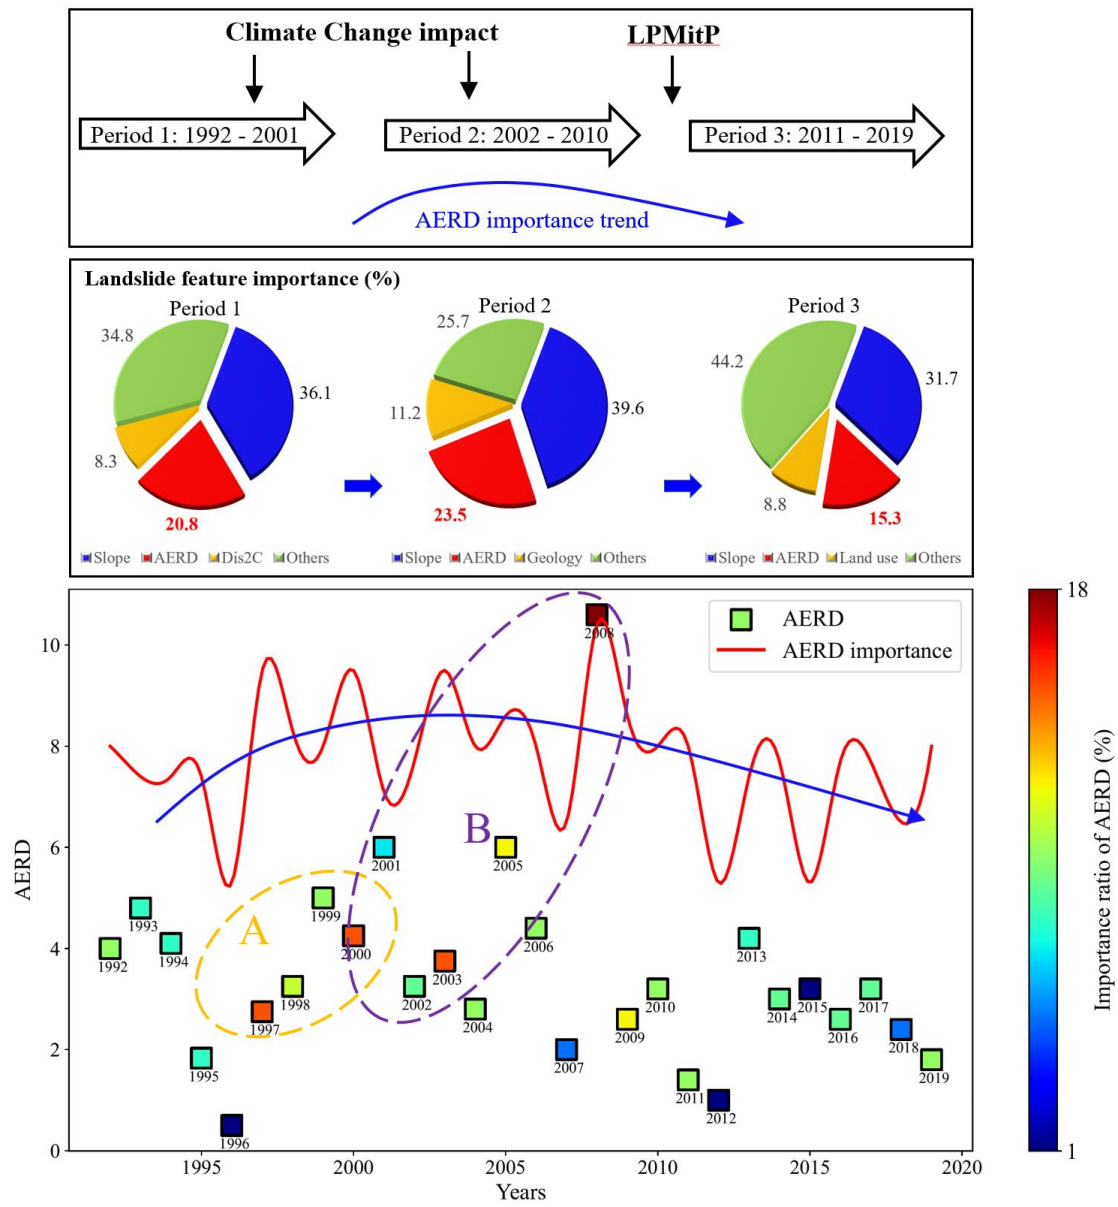 Climate Change impact
LPMitP
Period 1: 1992 - 2001
Period 2: 2002 - 2010
Period 3: 2011 - 2019
AERD importance trend
Landslide feature importance (%)
Period 1
Period 2
Period 3
34.8
36.1
8.3
20.8
25.7
39.6
11.2
23.5
44.2
31.7
8.8
15.3
Slope AERD Dis2C Others
Slope AERD Geology Others
Slope AERD Land use Others
AERD
AERD importance
10
8
6
4
2
0
AERD
2008
B
2001
2005
A
1999
1993
1992
1994
2000
2006
2013
2003
1998
2002
1997
2004
2010
2009
2014
2015
2016
2017
1995
2007
2018
2019
2011
2012
1996
1995
2000
2005
2010
2015
2020
Years
18
1
Importance ratio of AERD (%)